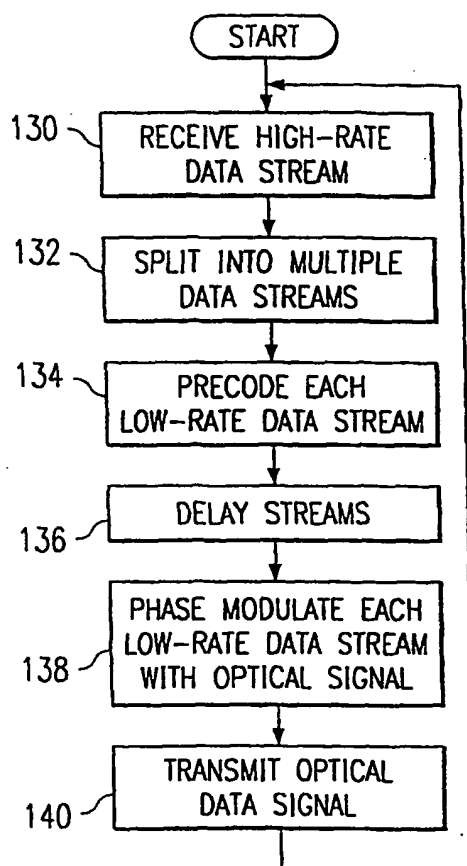 START
130
RECEIVE HIGH-RATE
DATA STREAM
132
SPLIT INTO MULTIPLE
DATA STREAMS
134
PRECODE EACH
LOW-RATE DATA STREAM
136
DELAY STREAMS
138
PHASE MODULATE EACH
LOW-RATE DATA STREAM
WITH OPTICAL SIGNAL
140
TRANSMIT OPTICAL
DATA SIGNAL